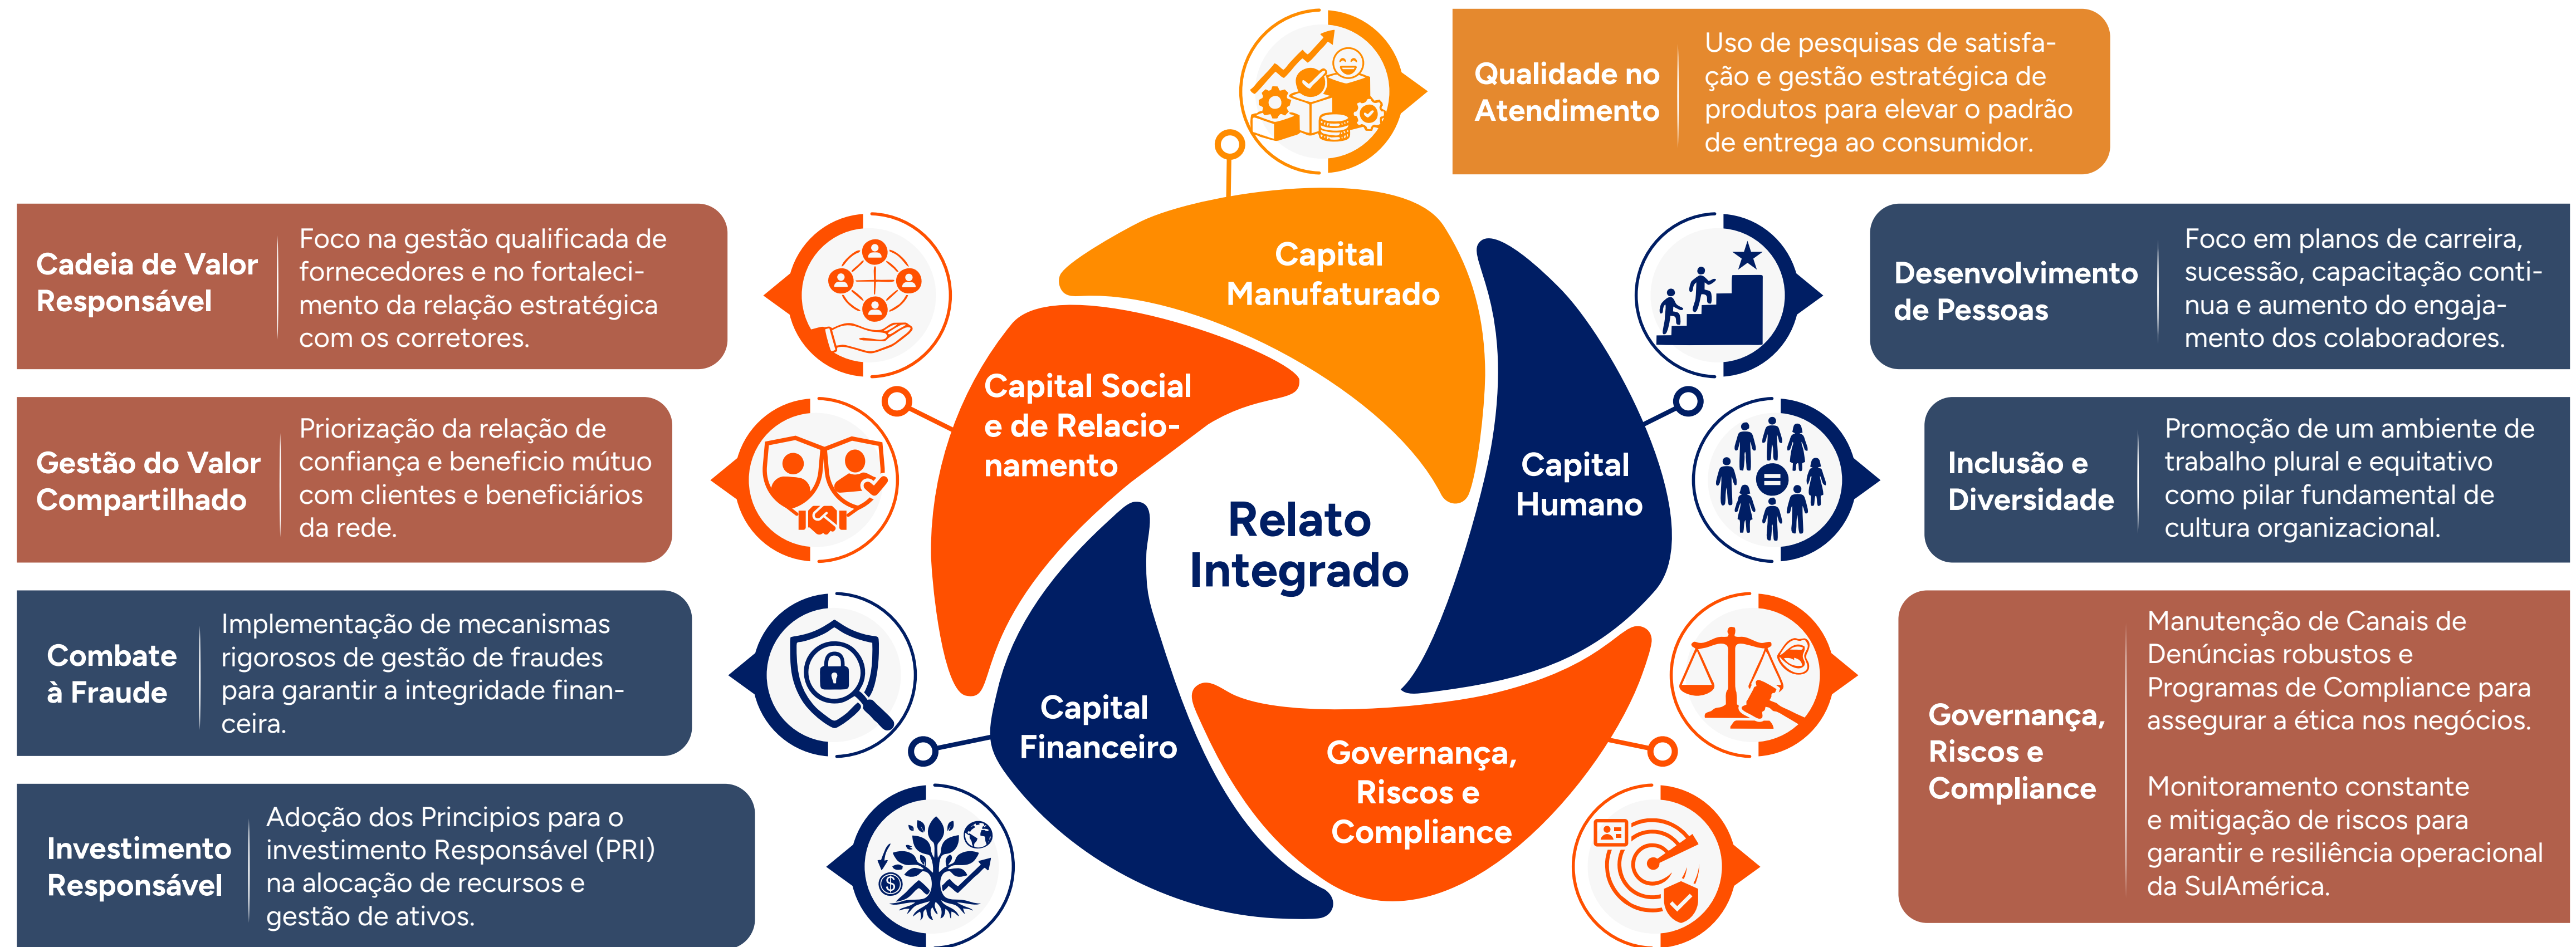 Qualidade no
Atendimento
Uso de pesquisas de satisfa-
ção e gestão estratégica de
produtos para elevar o padrão
de entrega ao consumidor.
Cadeia de Valor
Responsável
Foco na gestão qualificada de
fornecedores e no fortaleci-
mento da relação estratégica
com os corretores.
Gestão do Valor
Compartilhado
Priorização da relação de
confiança e beneficio mútuo
com clientes e beneficiários
da rede.
Combate
à Fraude
Implementação de mecanismas
rigorosos de gestão de fraudes
para garantir a integridade finan-
ceira.
Investimento
Responsável
Adoção dos Principios para o
investimento Responsável (PRI)
na alocação de recursos e
gestão de ativos.
Capital
Manufaturado
Capital Social
e de Relacio-
namento
Capital
Humano
Relato
Integrado
Capital
Financeiro
Governança,
Riscos e
Compliance
Desenvolvimento
de Pessoas
Foco em planos de carreira,
sucessão, capacitação conti-
nua e aumento do engaja-
mento dos colaboradores.
Inclusão e
Diversidade
Promoção de um ambiente de
trabalho plural e equitativo
como pilar fundamental de
cultura organizacional.
Governança,
Riscos e
Compliance
Manutenção de Canais de
Denúncias robustos e
Programas de Compliance para
assegurar a ética nos negócios.
Monitoramento constante
e mitigação de riscos para
garantir e resiliência operacional
da SulAmérica.
=
$